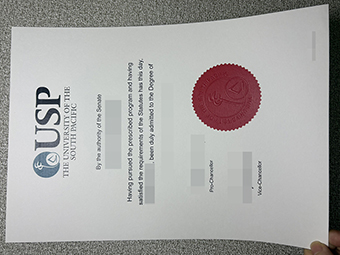 USP
THE UNIVERSITY OF THE
SOUTH PACIFIC
By the authority of the Senate
Having pursued the prescribed program and having
satisfied the requirements of the Statutes has this day,
been duly admitted to the Degree of
Pro-Chancellor
Vice-Chancellor